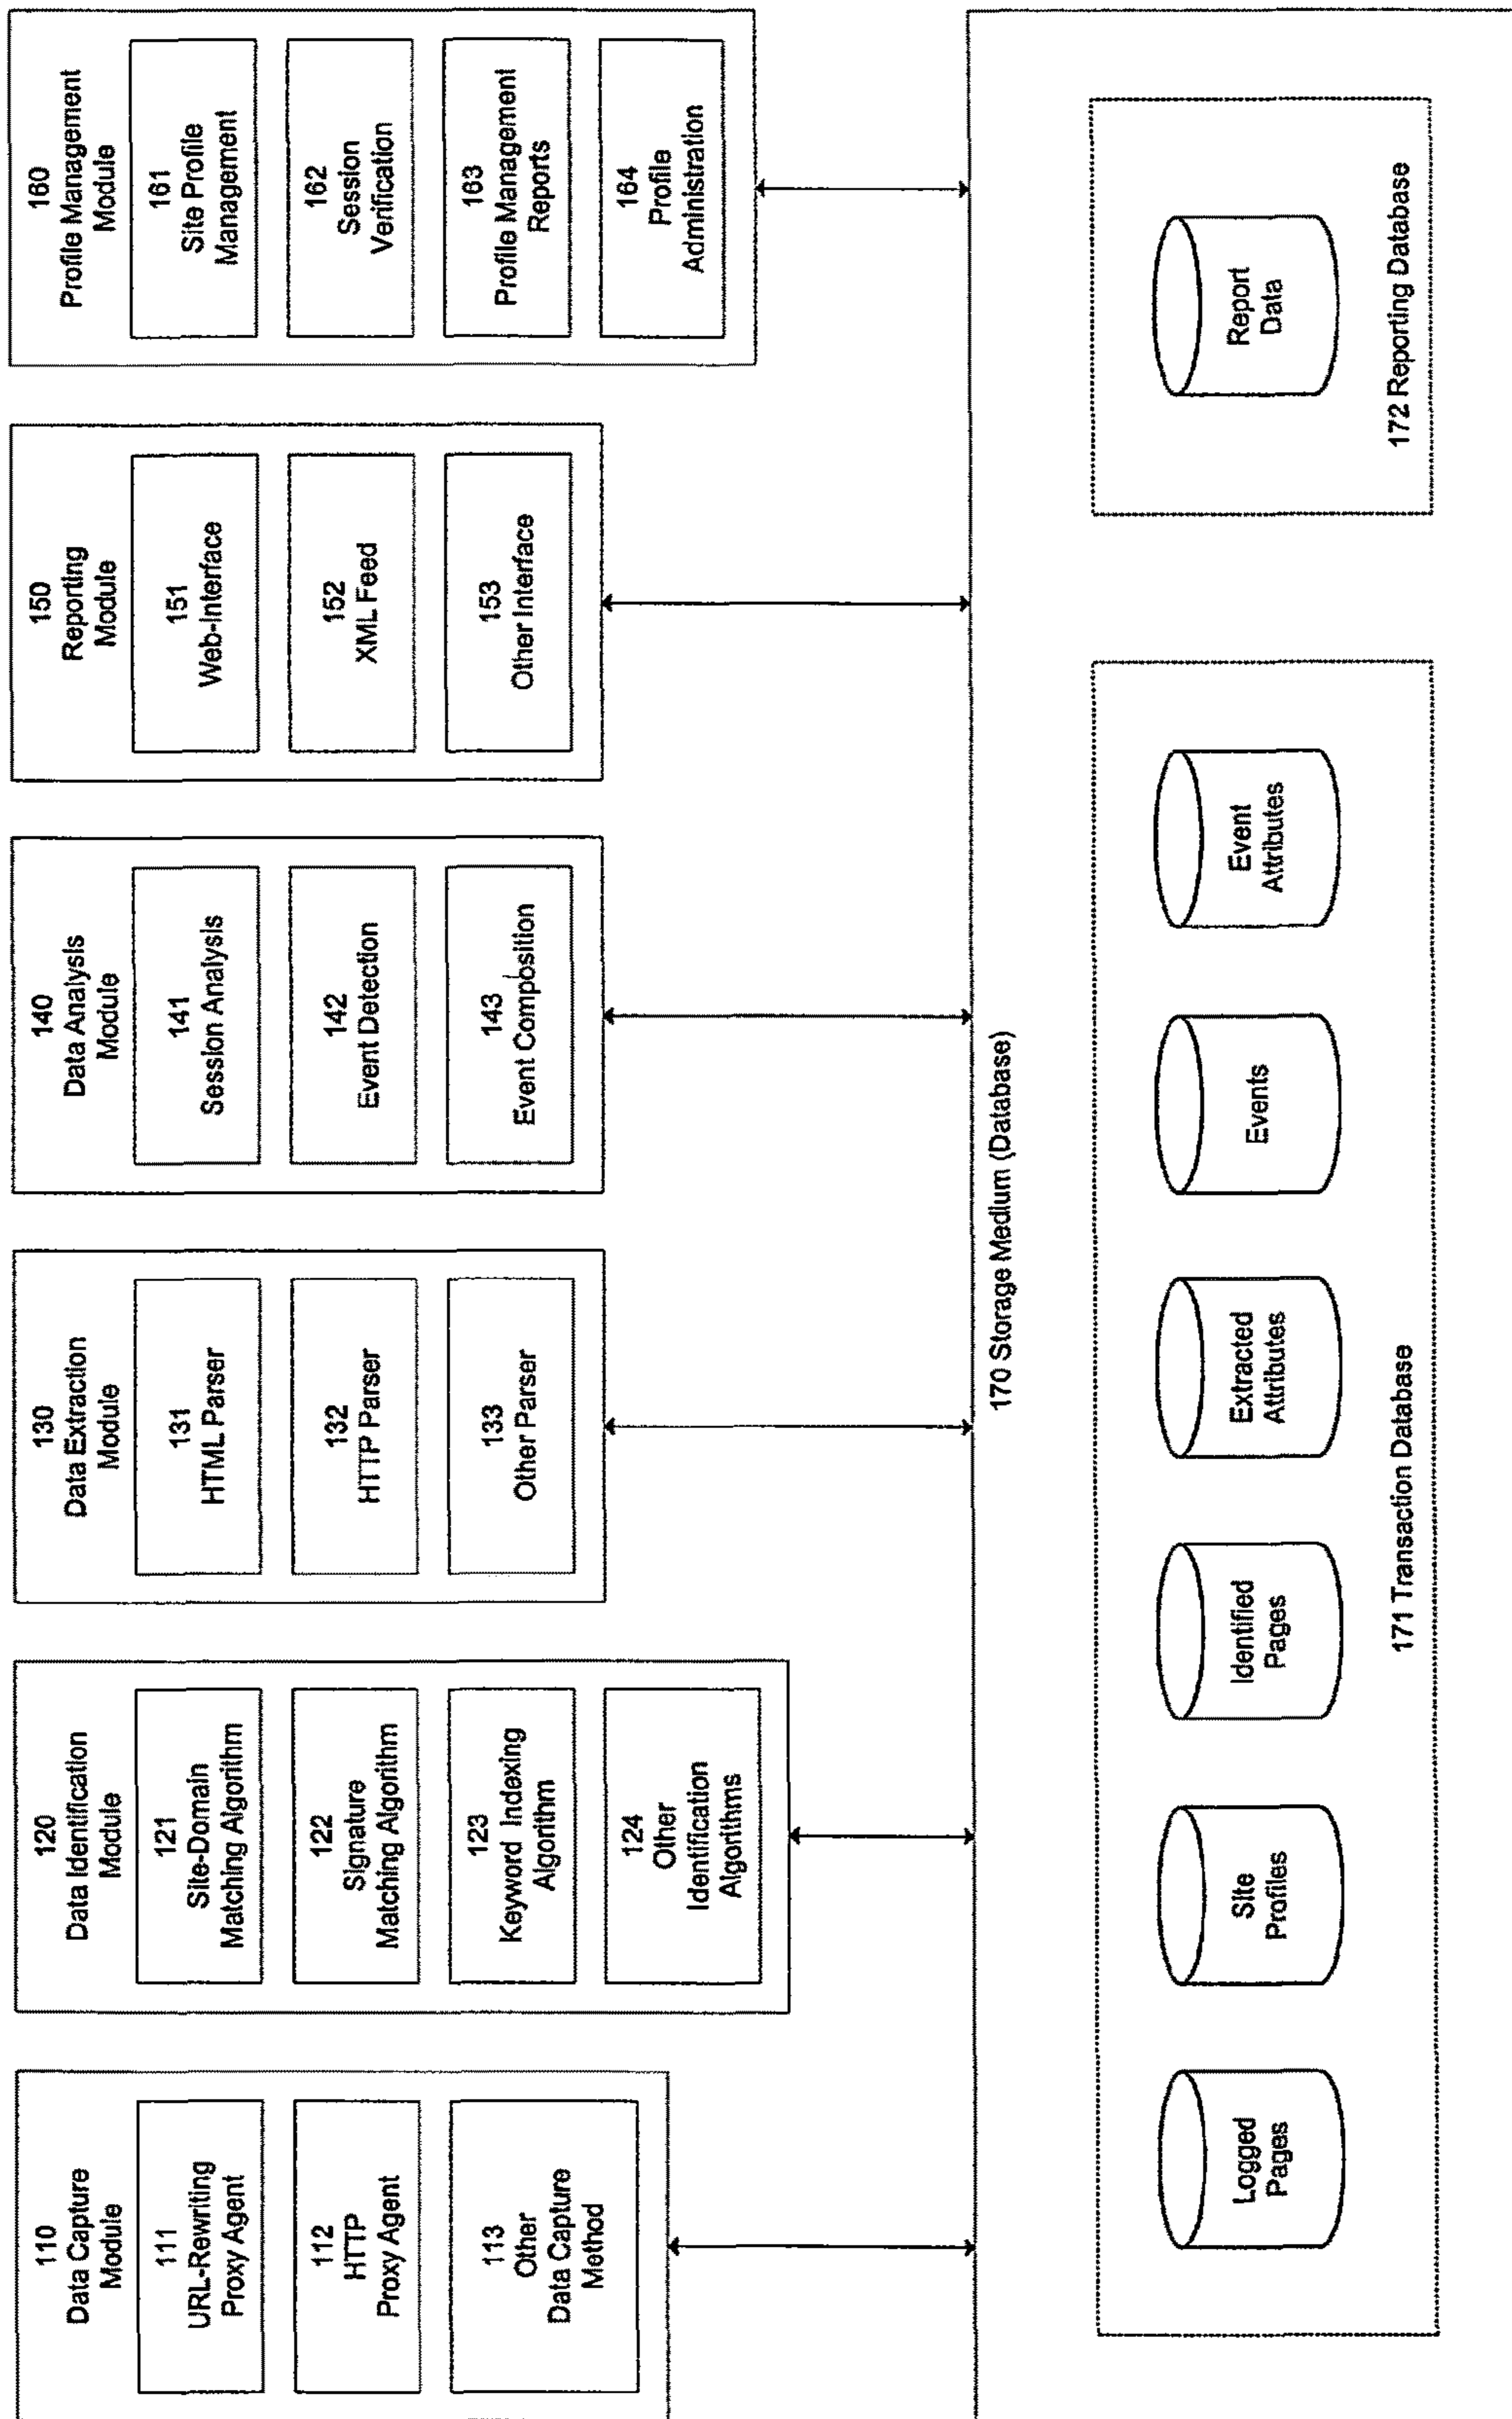 110
Data Capture
Module
111
URL-Rewriting
Proxy Agent
112
HTTP
Proxy Agent
113
Other
Data Capture
Method
120
Data Identification
Module
121
Site-Domain
Matching Algorithm
122
Signature
Matching Algorithm
123
Keyword Indexing
Algorithm
124
Other
Identification
Algorithms
130
Data Extraction
Module
131
HTML Parser
132
HTTP Parser
133
Other Parser
140
Data Analysis
Module
141
Session Analysis
142
Event Detection
143
Event Composition
150
Reporting
Module
151
Web-Interface
152
XML Feed
153
Other Interface
160
Profile Management
Module
161
Site Profile
Management
162
Session
Verification
163
Profile Management
Reports
164
Profile
Administration
170 Storage Medium (Database)
Logged
Pages
Site
Profiles
Identified
Pages
Extracted
Attributes
Events
Event
Attributes
171 Transaction Database
Report
Data
172 Reporting Database